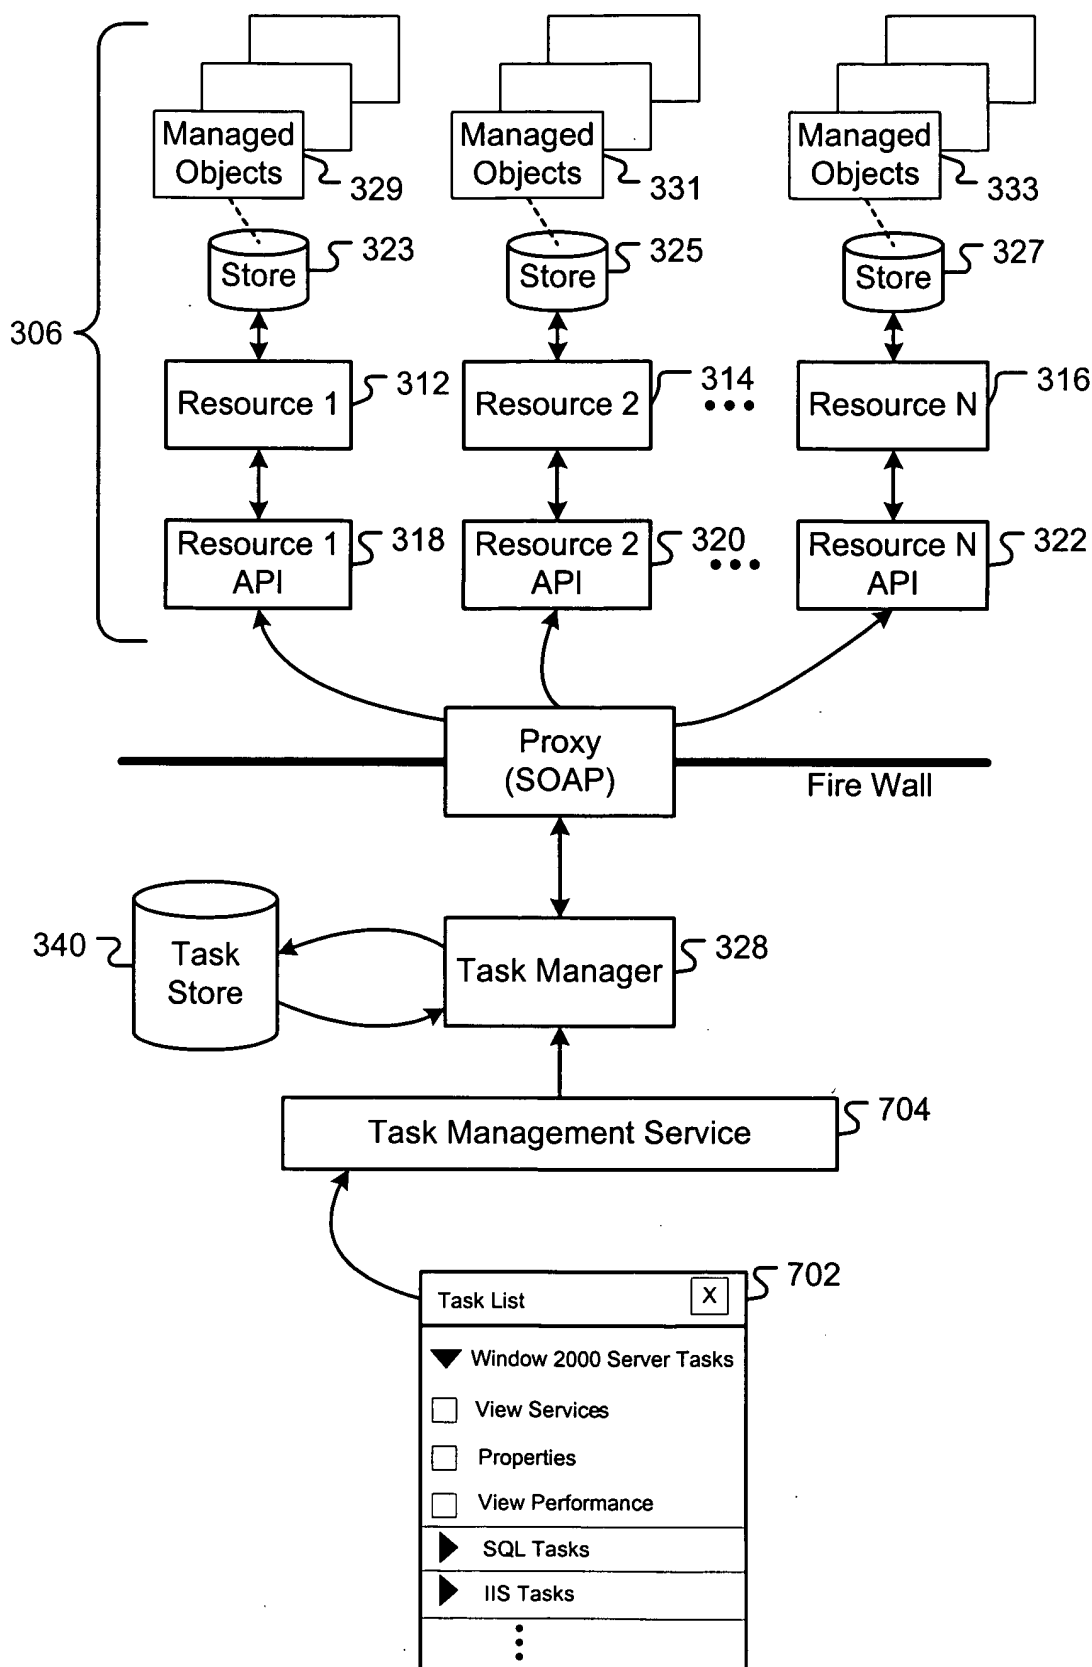 Managed Objects
Managed Objects
Managed Objects
329
331
333
Store
323
Store
325
Store
327
306
Resource 1
312
Resource 2
314
Resource N
316
Resource 1 API
318
Resource 2 API
320
Resource N API
322
Proxy (SOAP)
Fire Wall
340
Task Store
Task Manager
328
Task Management Service
704
702
Task List
X
Window 2000 Server Tasks
View Services
Properties
View Performance
SQL Tasks
IIS Tasks